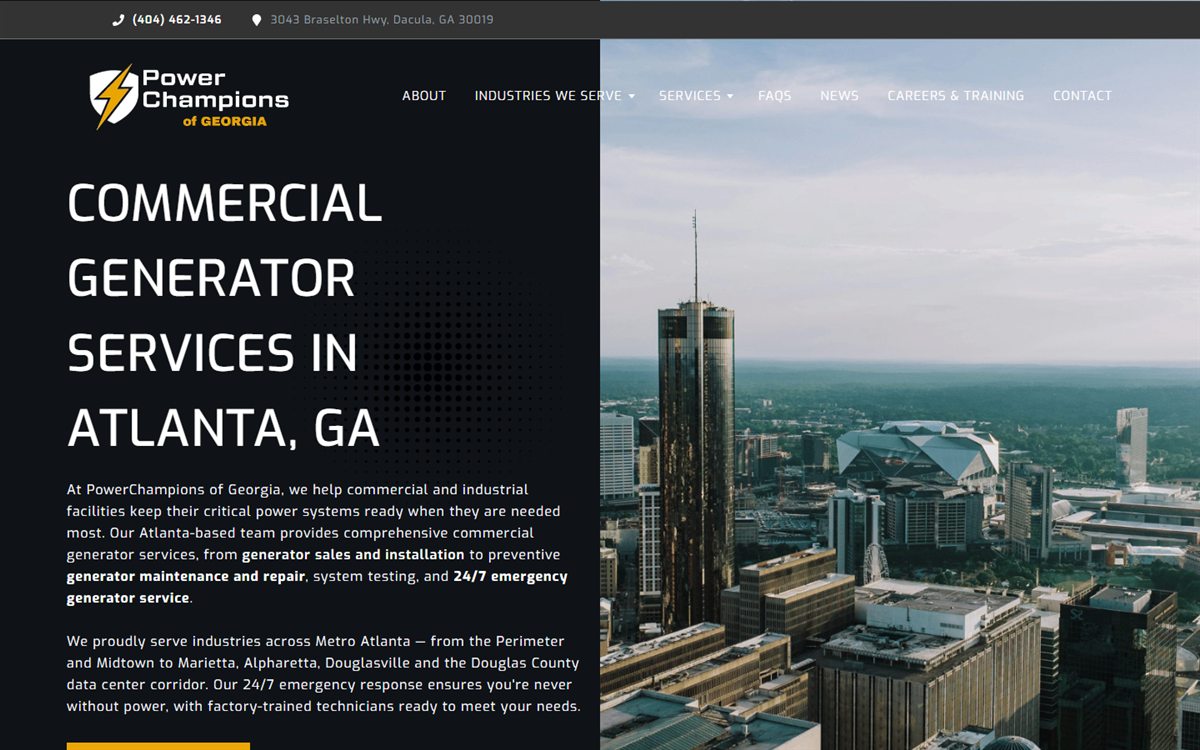 (404) 462-1346 3043 Braselton Hwy, Dacula, GA 30019
Power
Champions
of GEORGIA
ABOUT INDUSTRIES WE SERVE SERVICES FAQS NEWS CAREERS & TRAINING CONTACT
COMMERCIAL
GENERATOR
SERVICES IN
ATLANTA, GA
At PowerChampions of Georgia, we help commercial and industrial
facilities keep their critical power systems ready when they are needed
most. Our Atlanta-based team provides comprehensive commercial
generator services, from generator sales and installation to preventive
generator maintenance and repair, system testing, and 24/7 emergency
generator service.
We proudly serve industries across Metro Atlanta — from the Perimeter
and Midtown to Marietta, Alpharetta, Douglasville and the Douglas County
data center corridor. Our 24/7 emergency response ensures you're never
without power, with factory-trained technicians ready to meet your needs.